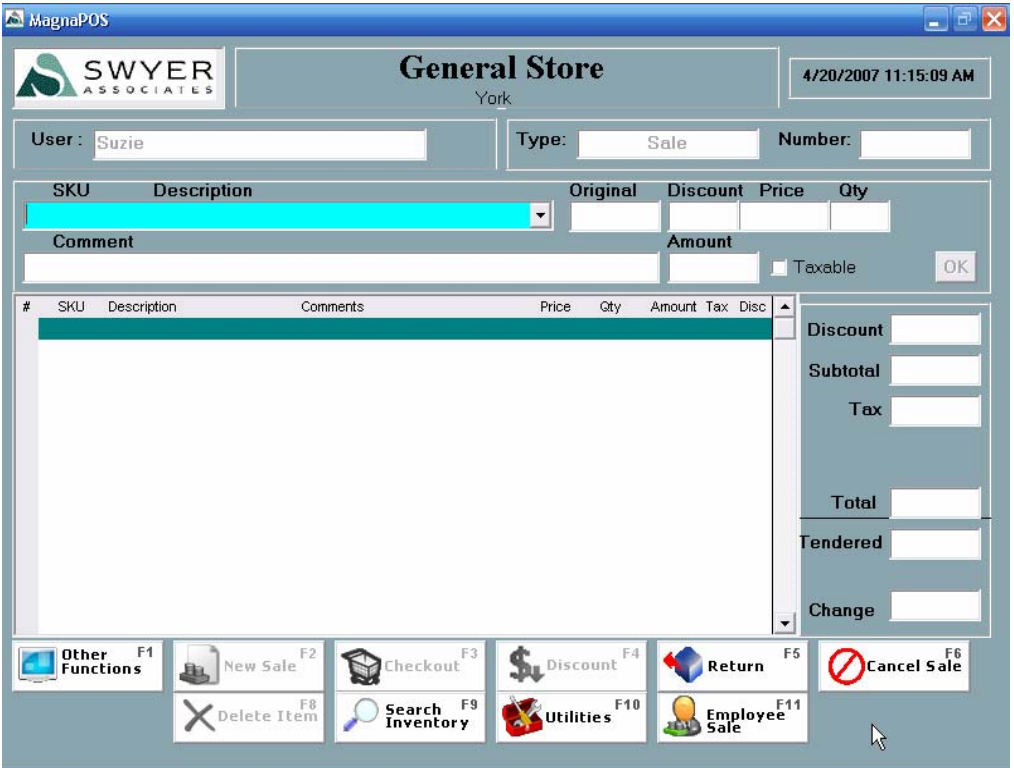 MagnaPOS
SWYER
ASSOCIATES
General Store
York
4/20/2007 11:15:09 AM
User : Suzie
Type: Sale Number:
SKU Description Original Discount Price Qty
Comment Amount
Taxable OK
# SKU Description Comments Price Qty Amount Tax Disc
Discount
Subtotal
Tax
Total
Tendered
Change
Other Functions F1
New Sale F2
Checkout F3
Discount F4
Return F5
Cancel Sale F6
Delete Item F8
Search Inventory F9
Utilities F10
Employee Sale F11